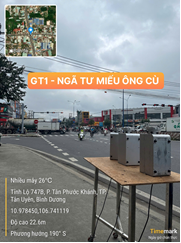 GT1 - NGÃ TƯ MIẾU ÔNG CÙ
Nhiều mây 26°C
Tỉnh Lộ 747B, P. Tân Phước Khánh, TP.
Tân Uyên, Bình Dương
10.978450,106.741119
Độ cao 22.6m
Phương hướng 190° S
Timemark